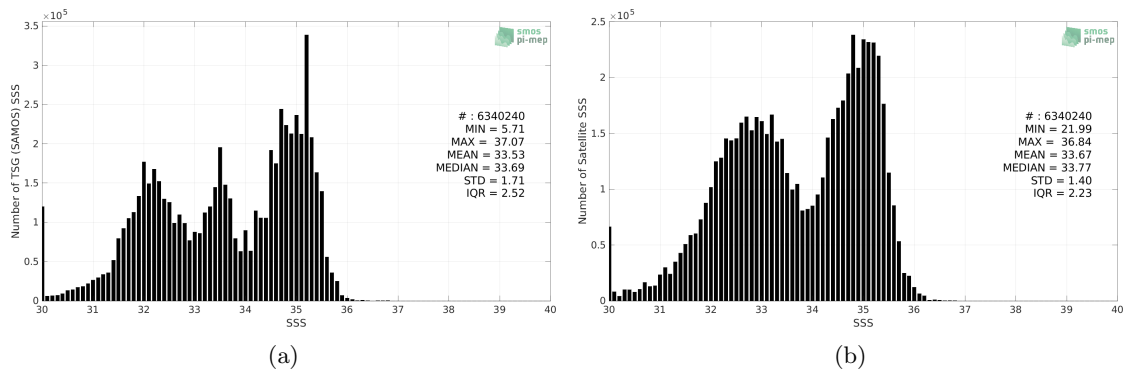 ×10^5
3.5
3
2.5
2
1.5
1
0.5
0
Number of TSG (SAMOS) SSS
smos
pi-mep
# : 6340240
MIN = 5.71
MAX = 37.07
MEAN = 33.53
MEDIAN = 33.69
STD = 1.71
IQR = 2.52
30 31 32 33 34 35 36 37 38 39 40
SSS
(a)
×10^5
2.5
2
1.5
1
0.5
0
Number of Satellite SSS
smos
pi-mep
# : 6340240
MIN = 21.99
MAX = 36.84
MEAN = 33.67
MEDIAN = 33.77
STD = 1.40
IQR = 2.23
30 31 32 33 34 35 36 37 38 39 40
SSS
(b)